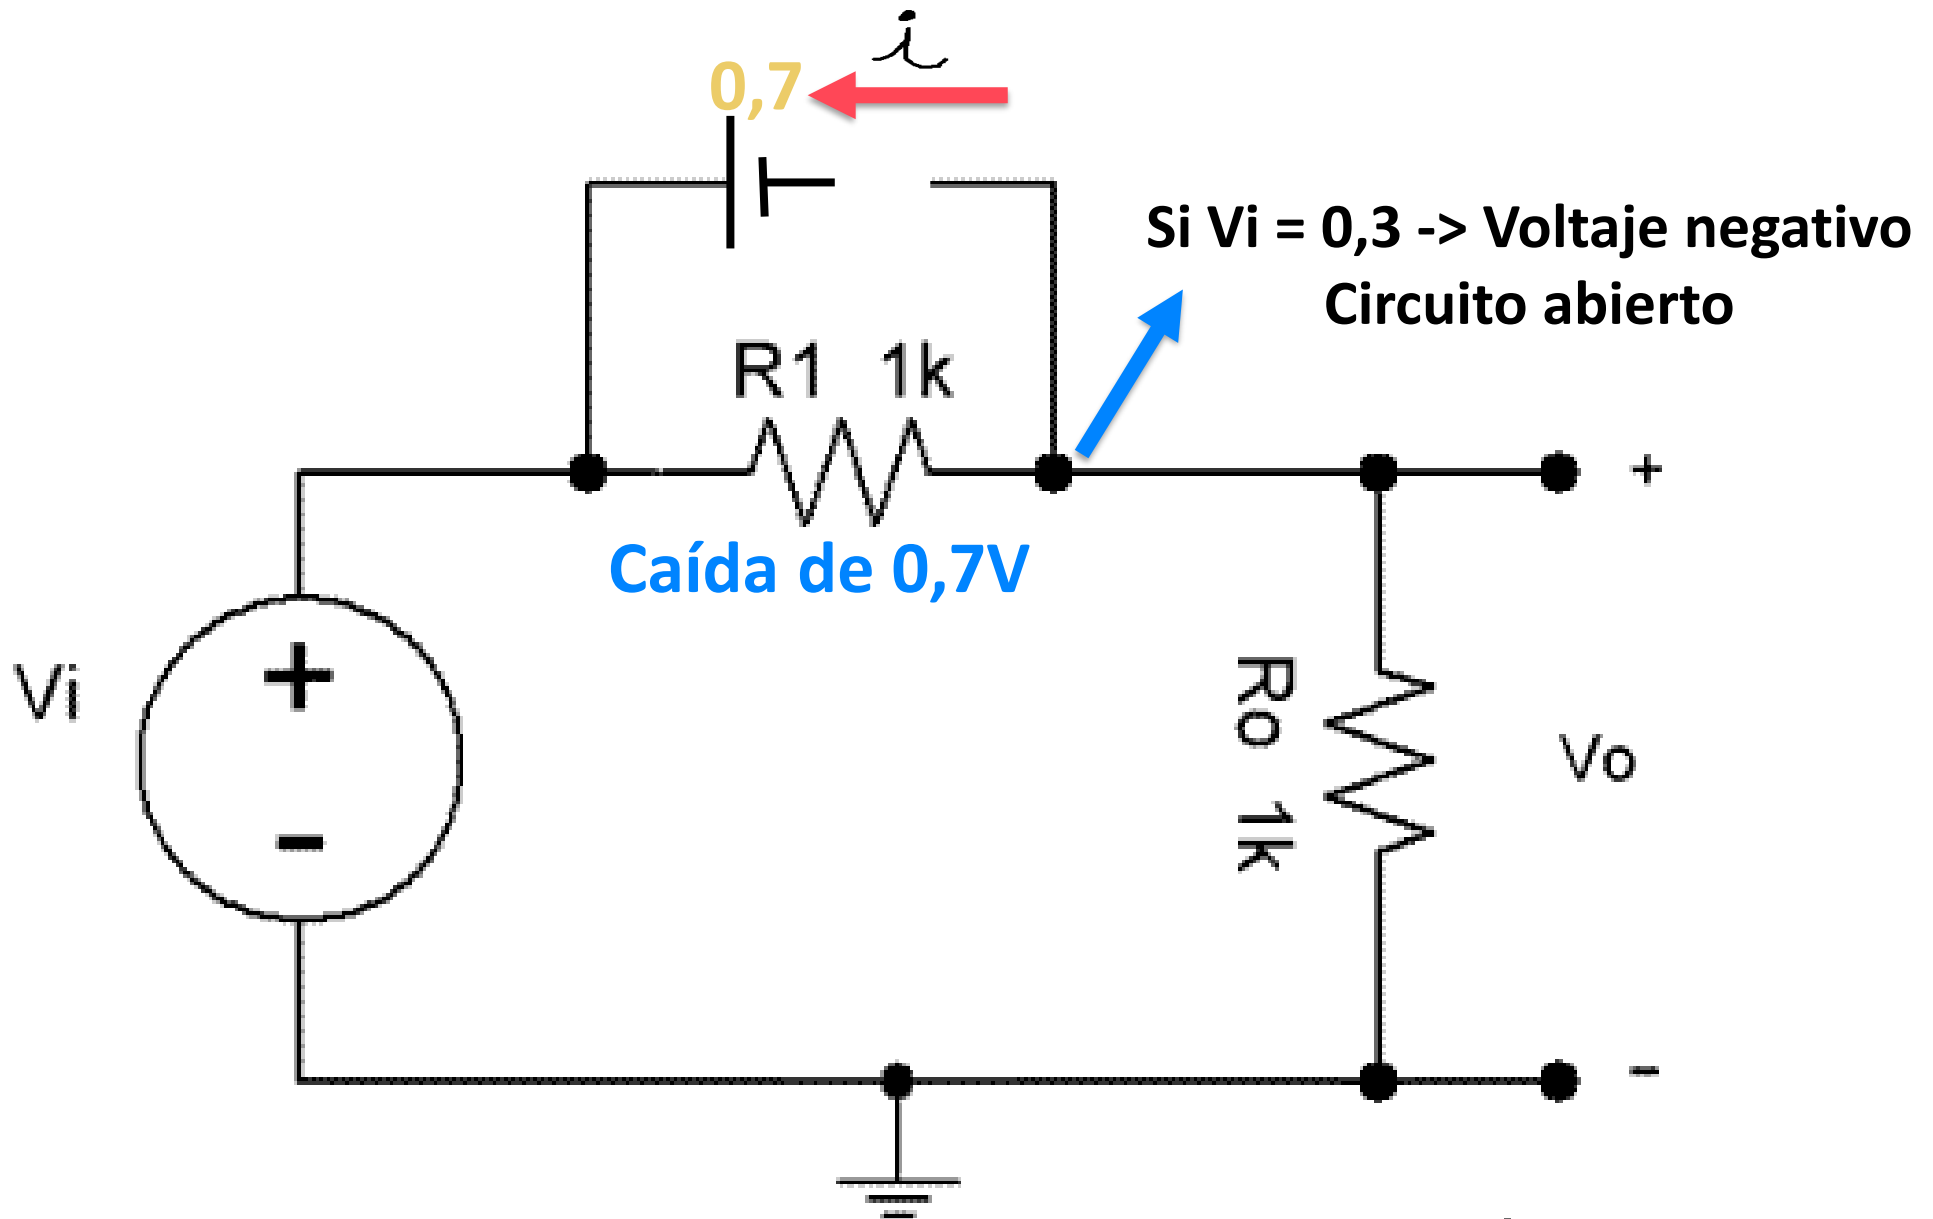 i
0,7
Si Vi = 0,3 -> Voltaje negativo
Circuito abierto
R1 1k
+
Caída de 0,7V
Vi
+
-
Ro 1k
Vo
-